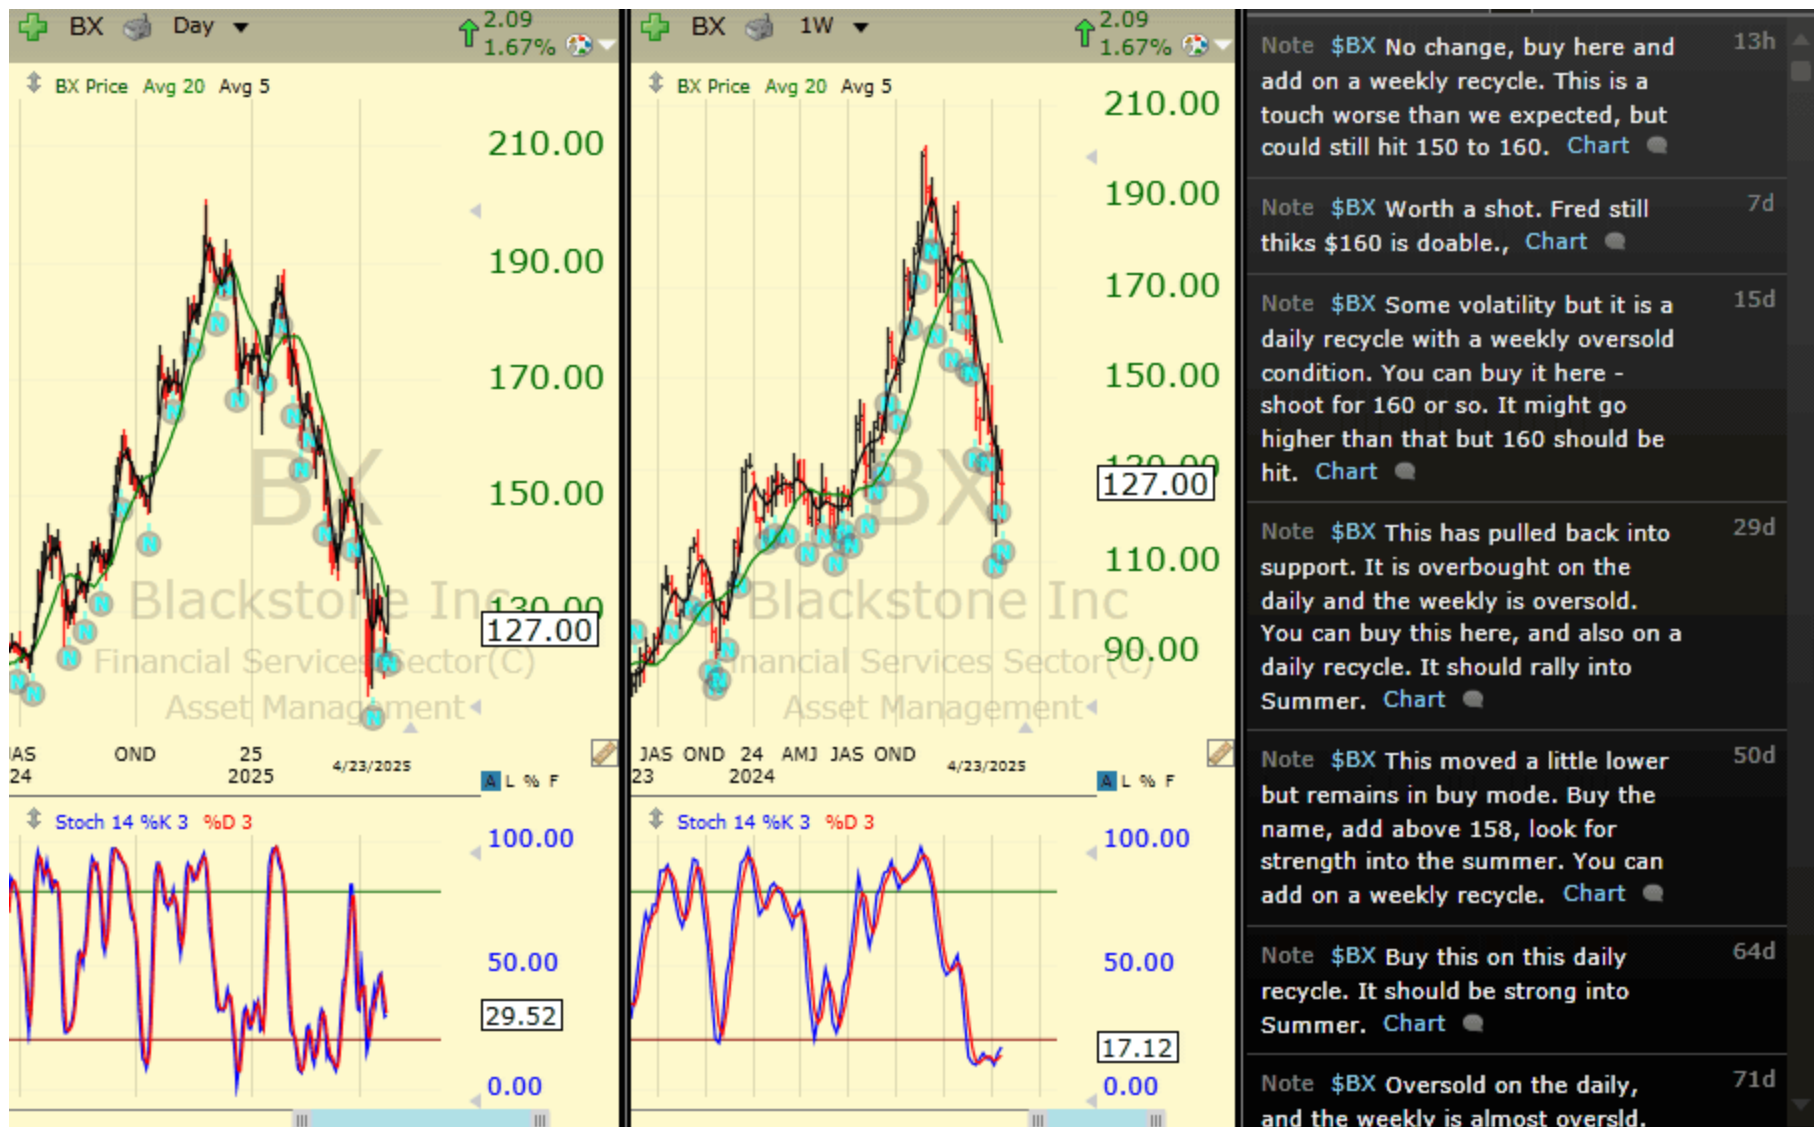 BX Day
2.09
1.67%
BX Price Avg 20 Avg 5
210.00
190.00
170.00
150.00
130.00
127.00
BX
Blackstone Inc
Financial Services Sector(C)
Asset Management
JAS OND 25
24 2025 4/23/2025
A L % F
Stoch 14 %K 3 %D 3
100.00
50.00
29.52
0.00
BX 1W
2.09
1.67%
BX Price Avg 20 Avg 5
210.00
190.00
170.00
150.00
130.00
127.00
110.00
90.00
BX
Blackstone Inc
Financial Services Sector(C)
Asset Management
JAS OND 24 AMJ JAS OND
23 2024 4/23/2025
A L % F
Stoch 14 %K 3 %D 3
100.00
50.00
17.12
0.00
Note $BX No change, buy here and 13h
add on a weekly recycle. This is a
touch worse than we expected, but
could still hit 150 to 160. Chart
Note $BX Worth a shot. Fred still 7d
thiks $160 is doable., Chart
Note $BX Some volatility but it is a 15d
daily recycle with a weekly oversold
condition. You can buy it here -
shoot for 160 or so. It might go
higher than that but 160 should be
hit. Chart
Note $BX This has pulled back into 29d
support. It is overbought on the
daily and the weekly is oversold.
You can buy this here, and also on a
daily recycle. It should rally into
Summer. Chart
Note $BX This moved a little lower 50d
but remains in buy mode. Buy the
name, add above 158, look for
strength into the summer. You can
add on a weekly recycle. Chart
Note $BX Buy this on this daily 64d
recycle. It should be strong into
Summer. Chart
Note $BX Oversold on the daily, 71d
and the weekly is almost oversld.